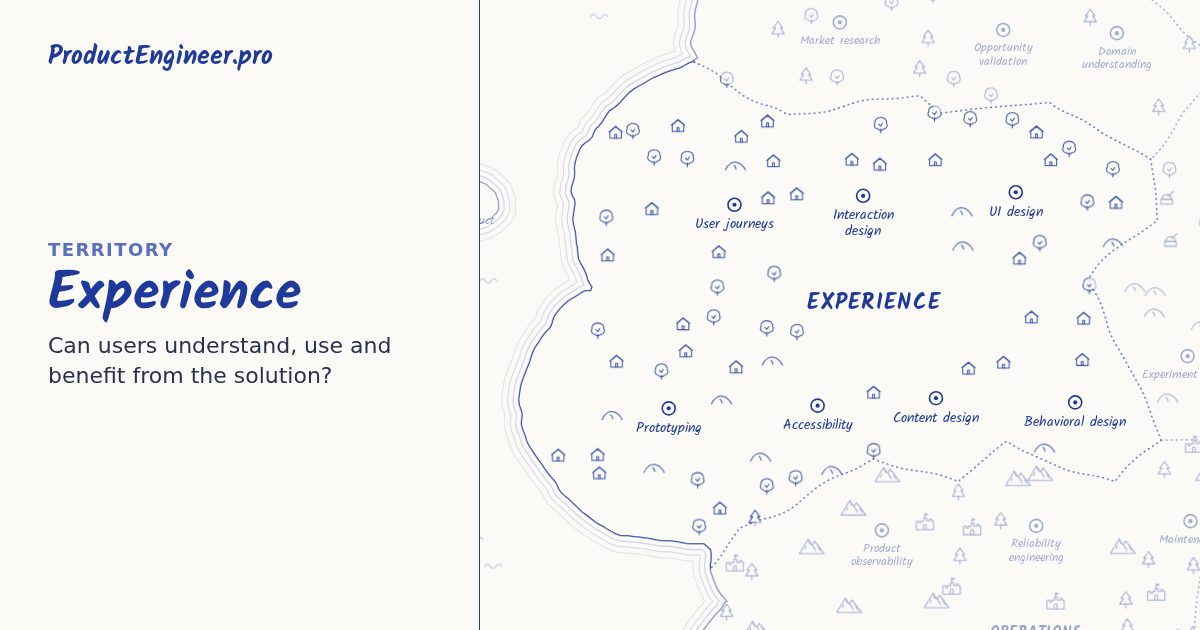 ProductEngineer.pro
TERRITORY
Experience
Can users understand, use and
benefit from the solution?
Market research
Opportunity
validation
Domain
understanding
User journeys
Interaction
design
UI design
EXPERIENCE
Experiment
Prototyping
Accessibility
Content design
Behavioral design
Product
observability
Reliability
engineering
OPERATIONS